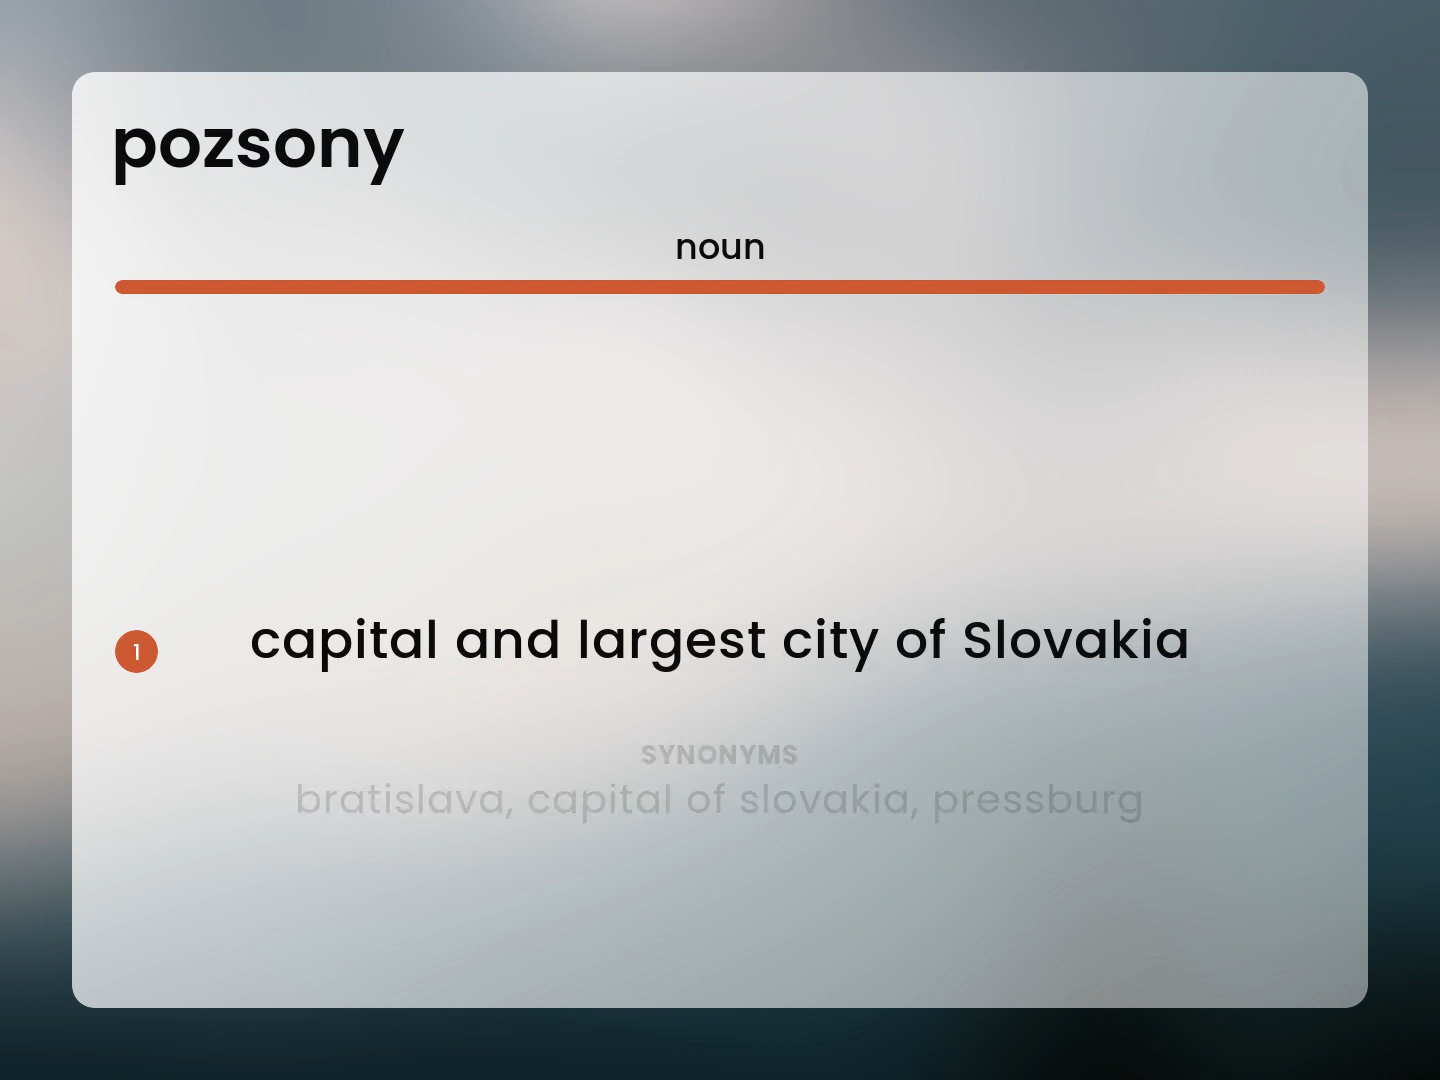 pozsony
noun
1
capital and largest city of Slovakia
SYNONYMS
bratislava, capital of slovakia, pressburg